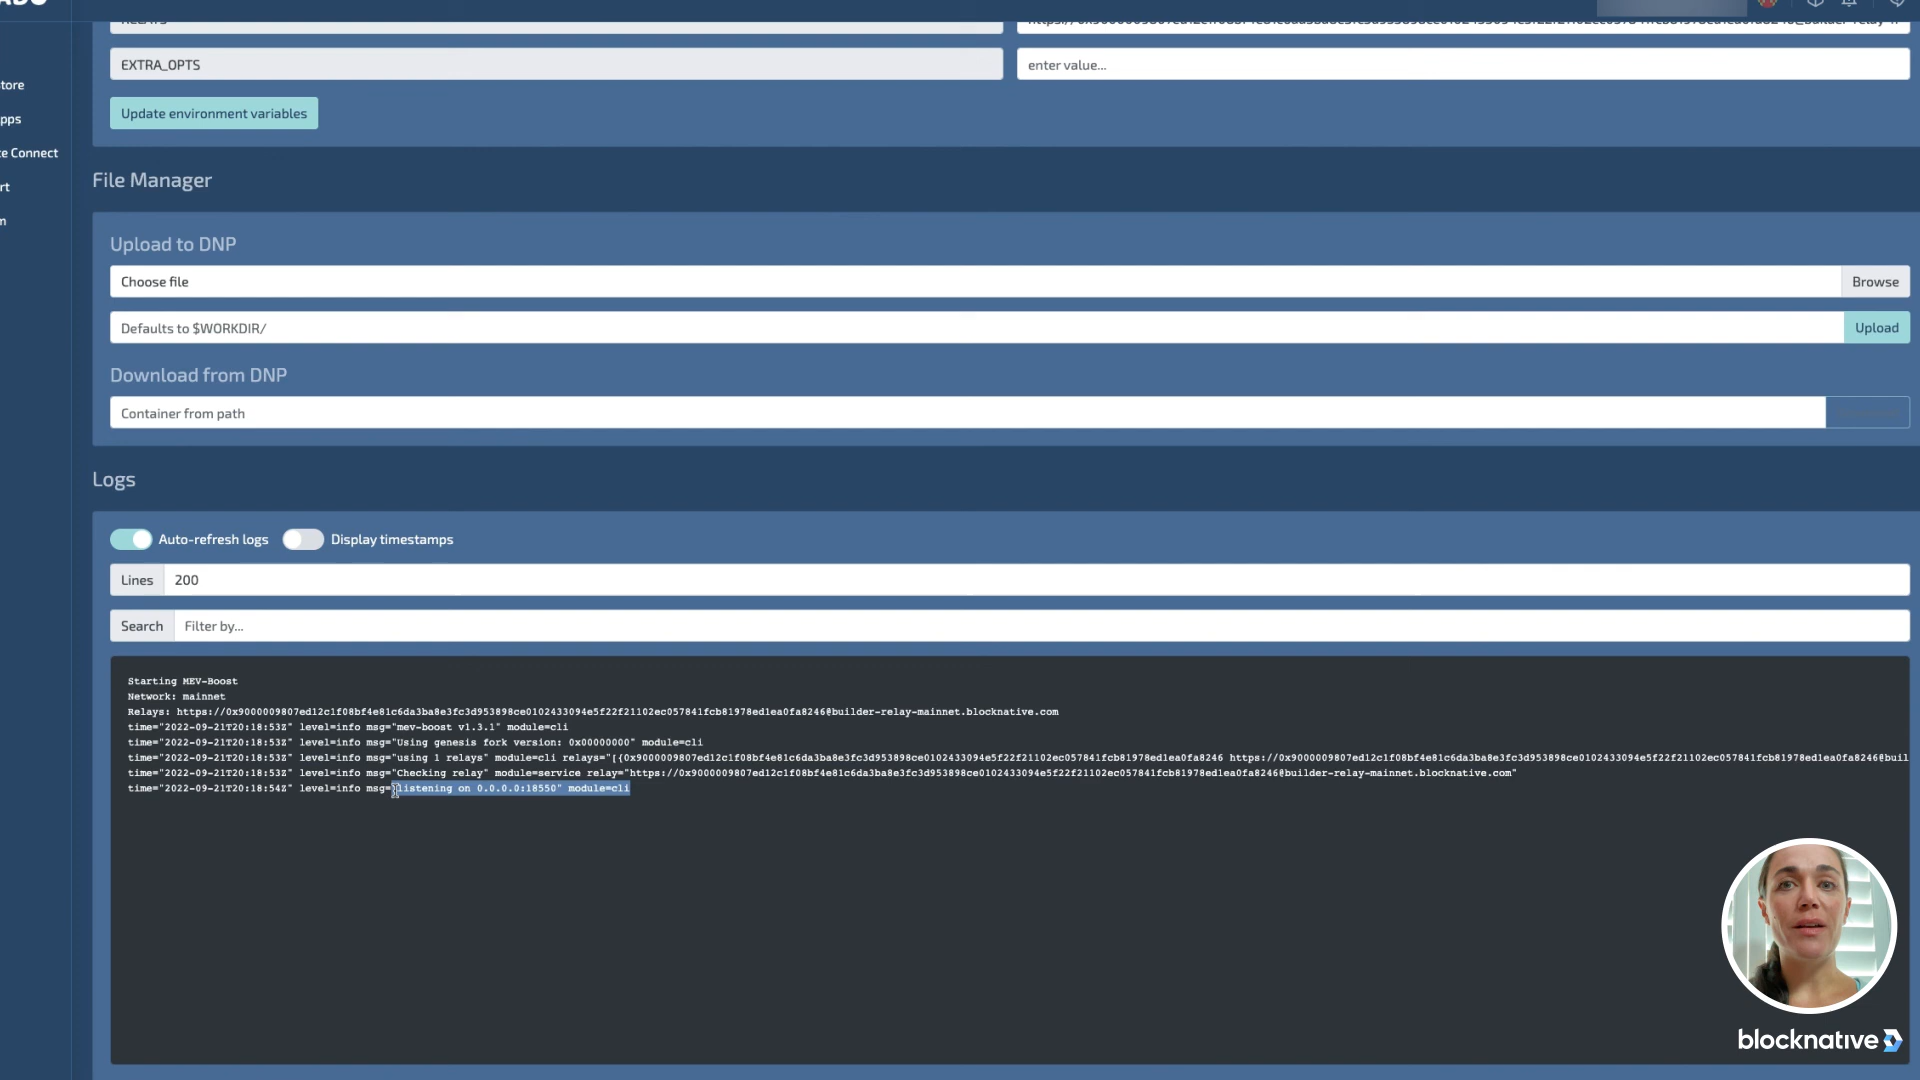 EXTRA_OPTS
enter value...
Update environment variables
tore
pps
te Connect
rt
m
File Manager
Upload to DNP
Choose file
Browse
Defaults to $WORKDIR/
Upload
Download from DNP
Container from path
Logs
Auto-refresh logs
Display timestamps
Lines
200
Search
Filter by...
Starting MEV-Boost
Network: mainnet
Relays: https://0x9000009807ed12c1f08bf4e81c6da3ba8e3fc3d953898ce0102433094e5f22f21102ec057841fcb81978ed1ea0fa8246@builder-relay-mainnet.blocknative.com
time="2022-09-21T20:18:53Z" level=info msg="mev-boost v1.3.1" module=cli
time="2022-09-21T20:18:53Z" level=info msg="Using genesis fork version: 0x00000000" module=cli
time="2022-09-21T20:18:53Z" level=info msg="using 1 relays" module=cli relays="[{0x9000009807ed12c1f08bf4e81c6da3ba8e3fc3d953898ce0102433094e5f22f21102ec057841fcb81978ed1ea0fa8246 https://0x9000009807ed12c1f08bf4e81c6da3ba8e3fc3d953898ce0102433094e5f22f21102ec057841fcb81978ed1ea0fa8246@buil
time="2022-09-21T20:18:53Z" level=info msg="Checking relay" module=service relay="https://0x9000009807ed12c1f08bf4e81c6da3ba8e3fc3d953898ce0102433094e5f22f21102ec057841fcb81978ed1ea0fa8246@builder-relay-mainnet.blocknative.com"
time="2022-09-21T20:18:54Z" level=info msg="listening on 0.0.0.0:18550" module=cli
blocknative